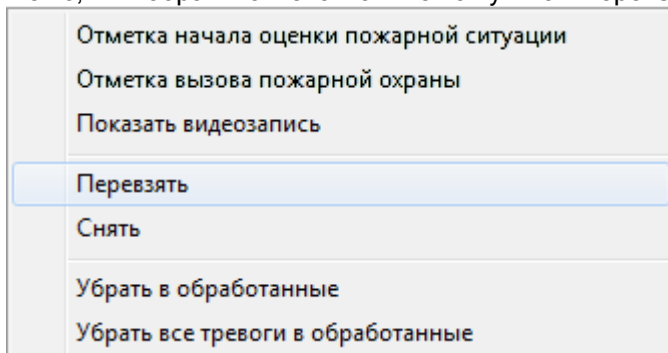 Отметка начала оценки пожарной ситуации
Отметка вызова пожарной охраны
Показать видеозапись
Перевзять
Снять
Убрать в обработанные
Убрать все тревоги в обработанные